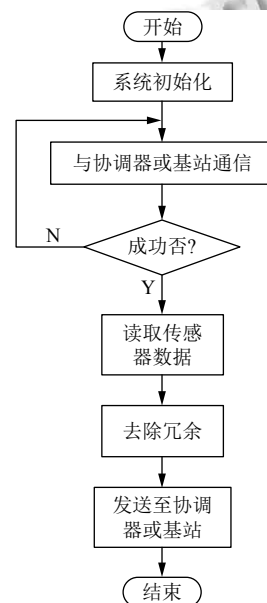 开始
系统初始化
与协调器或基站通信
成功否?
N
Y
读取传感
器数据
去除冗余
发送至协调
器或基站
结束